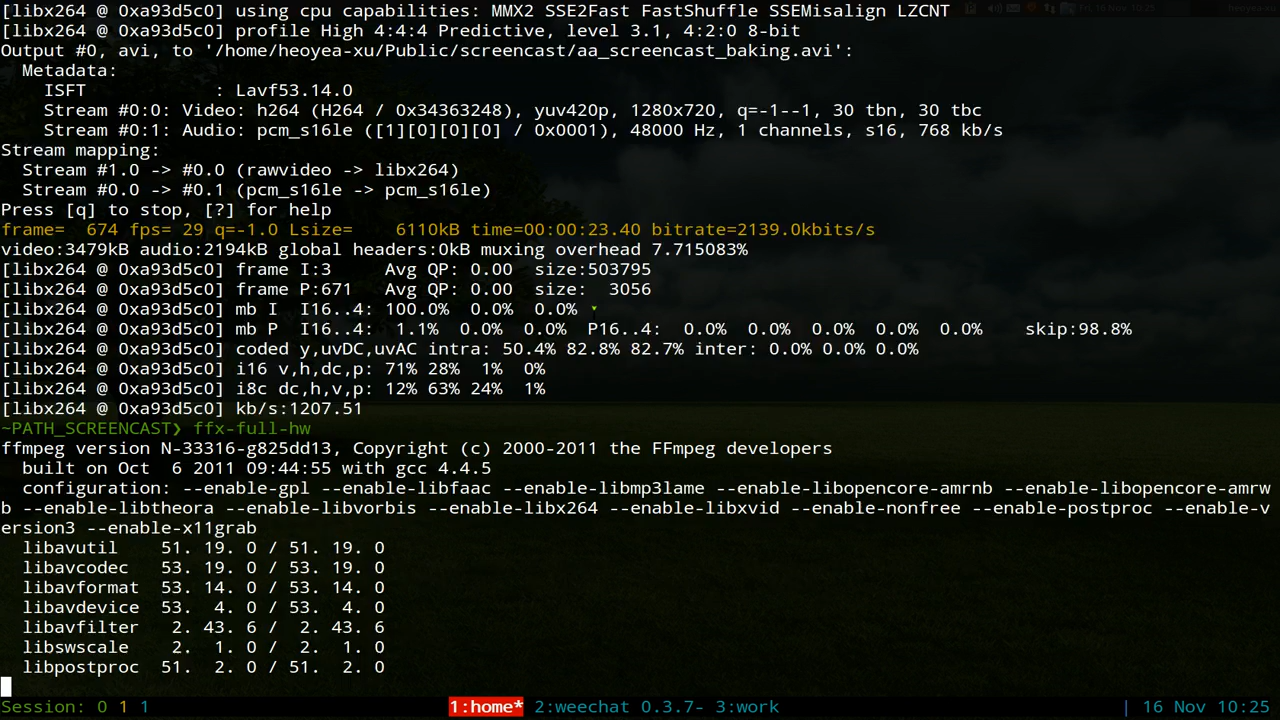 [libx264 @ 0xa93d5c0] using cpu capabilities: MMX2 SSE2Fast FastShuffle SSEMisalign LZCNT
Fri, 16 Nov, 10:25
heoyea-xu
[libx264 @ 0xa93d5c0] profile High 4:4:4 Predictive, level 3.1, 4:2:0 8-bit
Output #0, avi, to '/home/heoyea-xu/Public/screencast/aa_screencast_baking.avi':
  Metadata:
    ISFT            : Lavf53.14.0
    Stream #0:0: Video: h264 (H264 / 0x34363248), yuv420p, 1280x720, q=-1--1, 30 tbn, 30 tbc
    Stream #0:1: Audio: pcm_s16le ([1][0][0][0] / 0x0001), 48000 Hz, 1 channels, s16, 768 kb/s
Stream mapping:
  Stream #1.0 -> #0.0 (rawvideo -> libx264)
  Stream #0.0 -> #0.1 (pcm_s16le -> pcm_s16le)
Press [q] to stop, [?] for help
frame=  674 fps= 29 q=-1.0 Lsize=    6110kB time=00:00:23.40 bitrate=2139.0kbits/s
video:3479kB audio:2194kB global headers:0kB muxing overhead 7.715083%
[libx264 @ 0xa93d5c0] frame I:3     Avg QP: 0.00  size:503795
[libx264 @ 0xa93d5c0] frame P:671   Avg QP: 0.00  size:  3056
[libx264 @ 0xa93d5c0] mb I  I16..4: 100.0%  0.0%  0.0%
[libx264 @ 0xa93d5c0] mb P  I16..4:  1.1%  0.0%  0.0%  P16..4:  0.0%  0.0%  0.0%  0.0%  0.0%    skip:98.8%
[libx264 @ 0xa93d5c0] coded y,uvDC,uvAC intra: 50.4% 82.8% 82.7% inter: 0.0% 0.0% 0.0%
[libx264 @ 0xa93d5c0] i16 v,h,dc,p: 71% 28%  1%  0%
[libx264 @ 0xa93d5c0] i8c dc,h,v,p: 12% 63% 24%  1%
[libx264 @ 0xa93d5c0] kb/s:1207.51
~PATH_SCREENCAST❯ ffx-full-hw
ffmpeg version N-33316-g825dd13, Copyright (c) 2000-2011 the FFmpeg developers
  built on Oct  6 2011 09:44:55 with gcc 4.4.5
  configuration: --enable-gpl --enable-libfaac --enable-libmp3lame --enable-libopencore-amrnb --enable-libopencore-amrw
b --enable-libtheora --enable-libvorbis --enable-libx264 --enable-libxvid --enable-nonfree --enable-postproc --enable-v
ersion3 --enable-x11grab
  libavutil    51. 19. 0 / 51. 19. 0
  libavcodec   53. 19. 0 / 53. 19. 0
  libavformat  53. 14. 0 / 53. 14. 0
  libavdevice  53.  4. 0 / 53.  4. 0
  libavfilter   2. 43. 6 /  2. 43. 6
  libswscale    2.  1. 0 /  2.  1. 0
  libpostproc  51.  2. 0 / 51.  2. 0
Session: 0 1 1    1:home* 2:weechat 0.3.7- 3:work    | 16 Nov 10:25